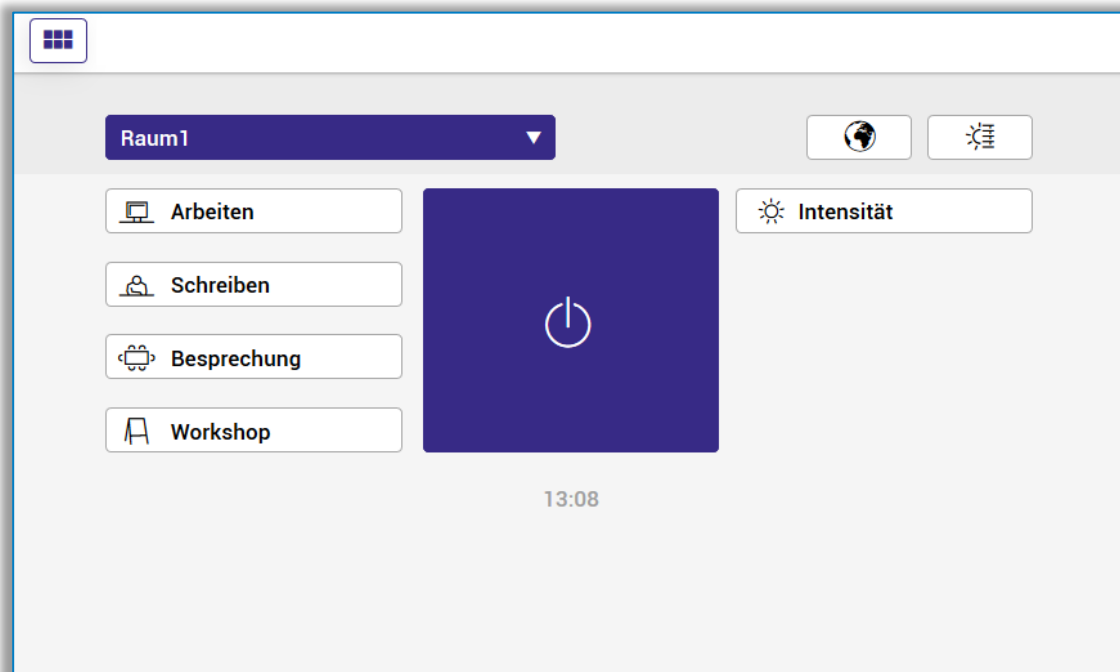 Raum1
Arbeiten
Intensität
Schreiben
Besprechung
Workshop
13:08